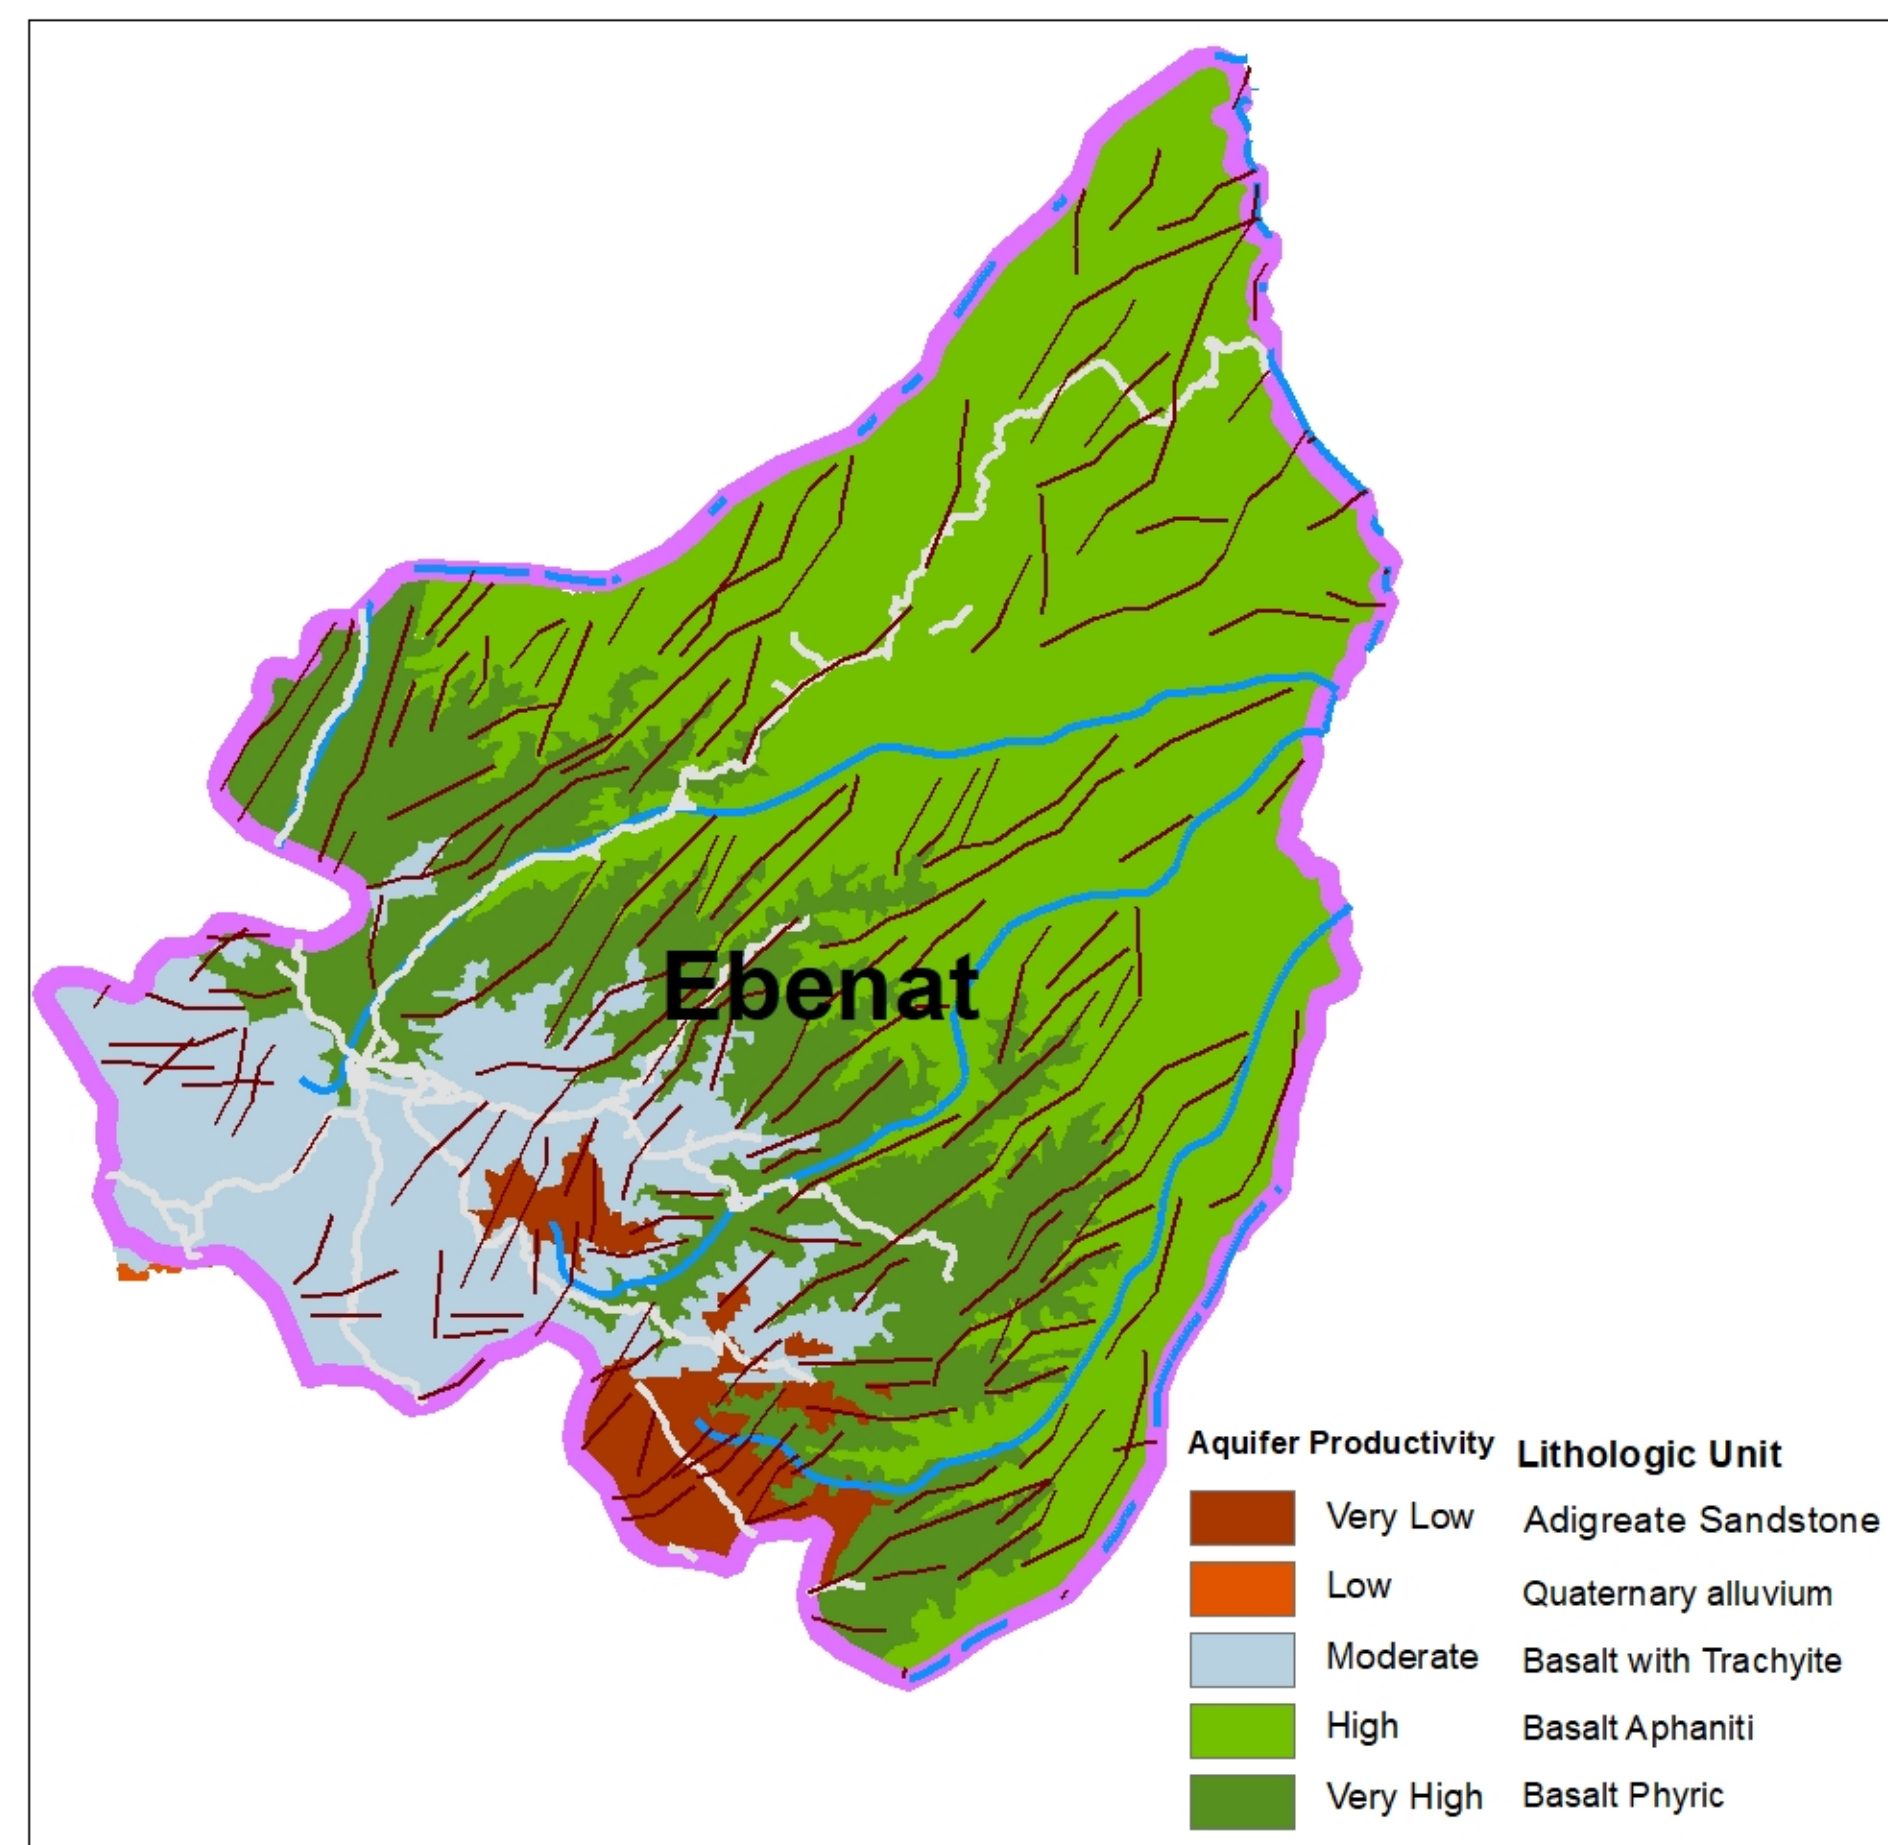 Ebenat
Aquifer Productivity Lithologic Unit
Very Low Adigreate Sandstone
Low Quaternary alluvium
Moderate Basalt with Trachyite
High Basalt Aphaniti
Very High Basalt Phyric